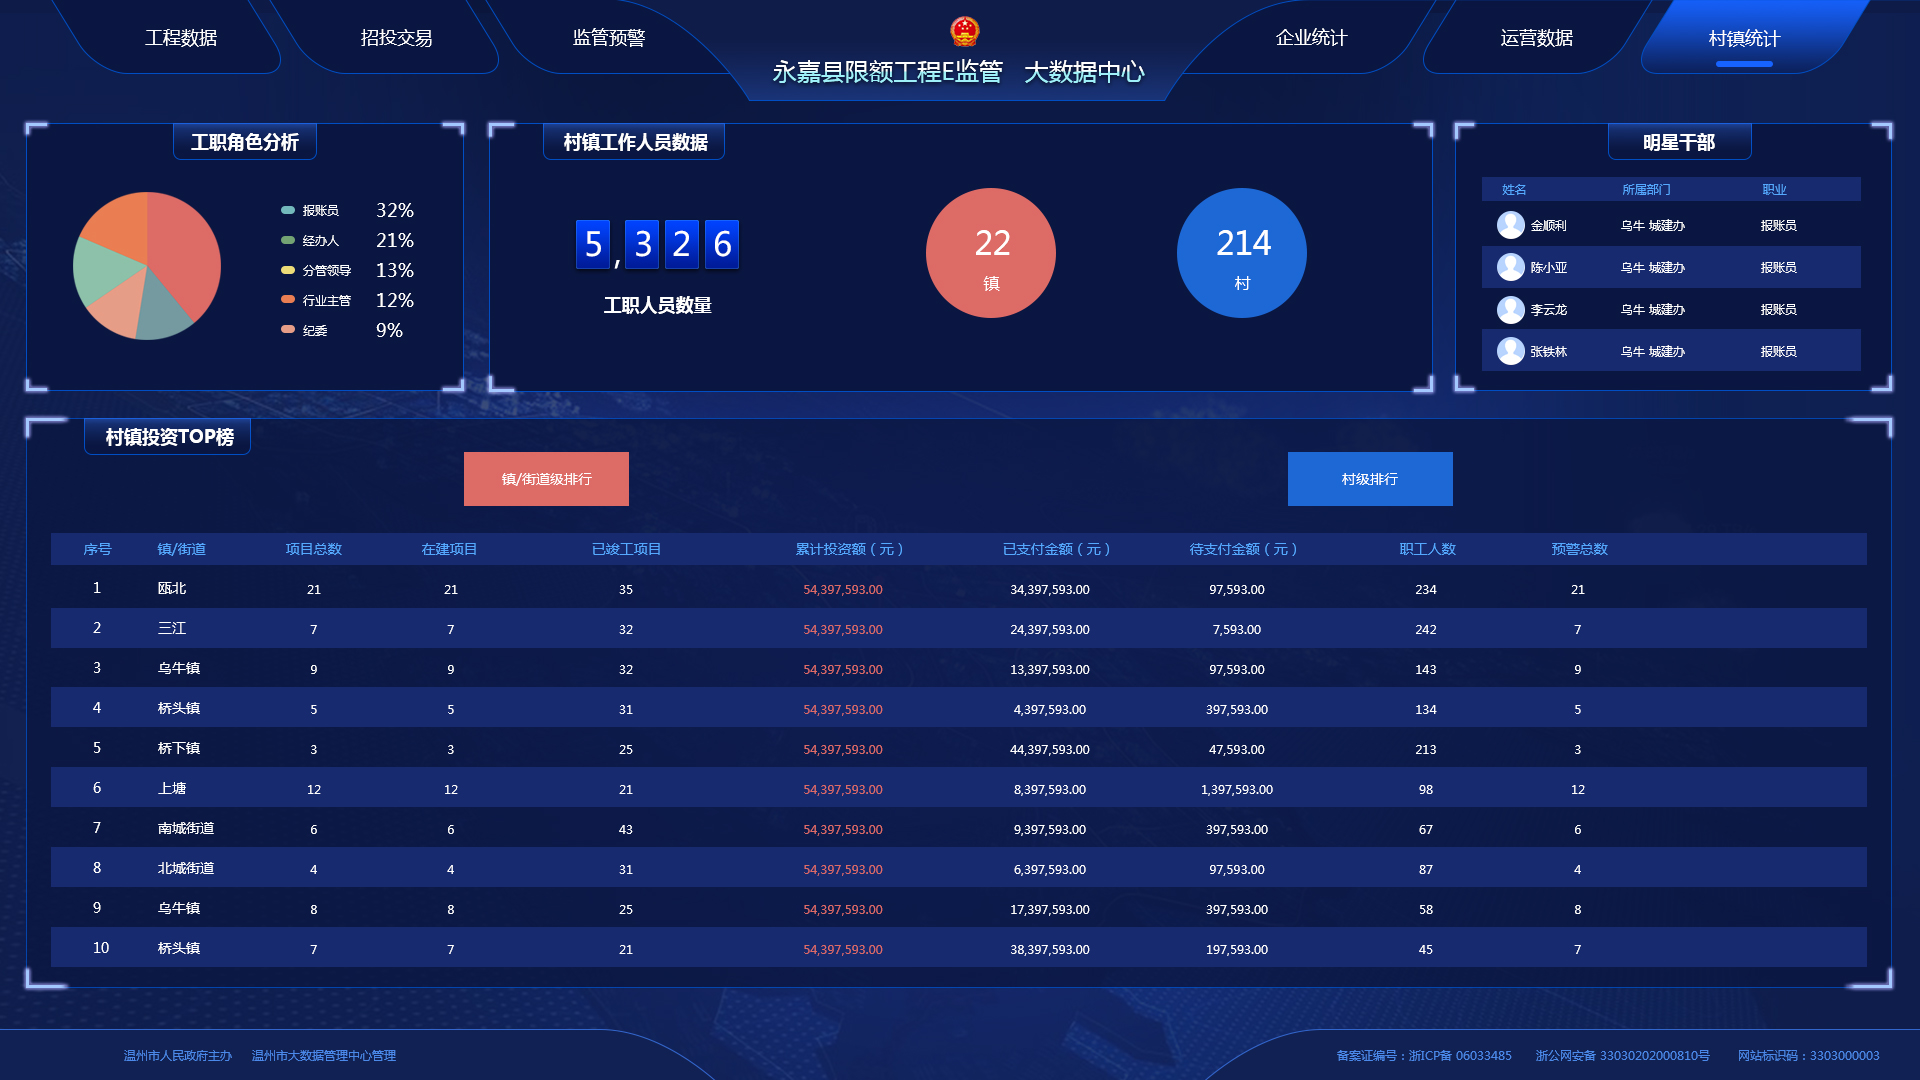 工程数据 招投交易 监管预警 企业统计 运营数据 村镇统计
永嘉县限额工程E监管 大数据中心
工职角色分析
报账员 32%
经办人 21%
分管领导 13%
行业主管 12%
纪委 9%
村镇工作人员数据
5,326
工职人员数量
22
镇
214
村
明星干部
姓名 所属部门 职业
金顺利 乌牛 城建办 报账员
陈小亚 乌牛 城建办 报账员
李云龙 乌牛 城建办 报账员
张铁林 乌牛 城建办 报账员
村镇投资TOP榜
镇/街道级排行 村级排行
序号 镇/街道 项目总数 在建项目 已竣工项目 累计投资额（元） 已支付金额（元） 待支付金额（元） 职工人数 预警总数
1 瓯北 21 21 35 54,397,593.00 34,397,593.00 97,593.00 234 21
2 三江 7 7 32 54,397,593.00 24,397,593.00 7,593.00 242 7
3 乌牛镇 9 9 32 54,397,593.00 13,397,593.00 97,593.00 143 9
4 桥头镇 5 5 31 54,397,593.00 4,397,593.00 397,593.00 134 5
5 桥下镇 3 3 25 54,397,593.00 44,397,593.00 47,593.00 213 3
6 上塘 12 12 21 54,397,593.00 8,397,593.00 1,397,593.00 98 12
7 南城街道 6 6 43 54,397,593.00 9,397,593.00 397,593.00 67 6
8 北城街道 4 4 31 54,397,593.00 6,397,593.00 97,593.00 87 4
9 乌牛镇 8 8 25 54,397,593.00 17,397,593.00 397,593.00 58 8
10 桥头镇 7 7 21 54,397,593.00 38,397,593.00 197,593.00 45 7
温州市人民政府主办 温州市大数据管理中心管理 备案证编号：浙ICP备 06033485 浙公网安备 33030202000810号 网站标识码：3303000003